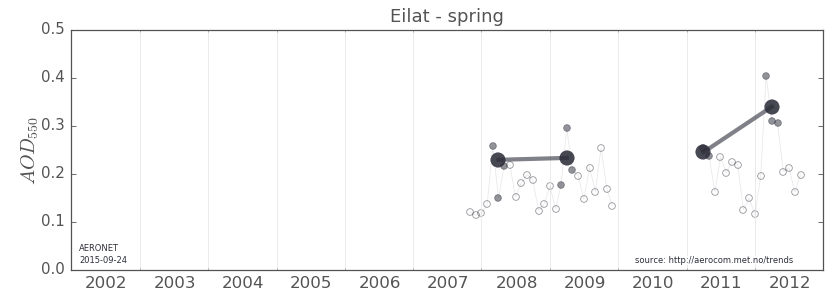 Eilat - spring
0.5
0.4
0.3
0.2
0.1
0.0
AOD550
AERONET
2015-09-24
source: http://aerocom.met.no/trends
2002 2003 2004 2005 2006 2007 2008 2009 2010 2011 2012